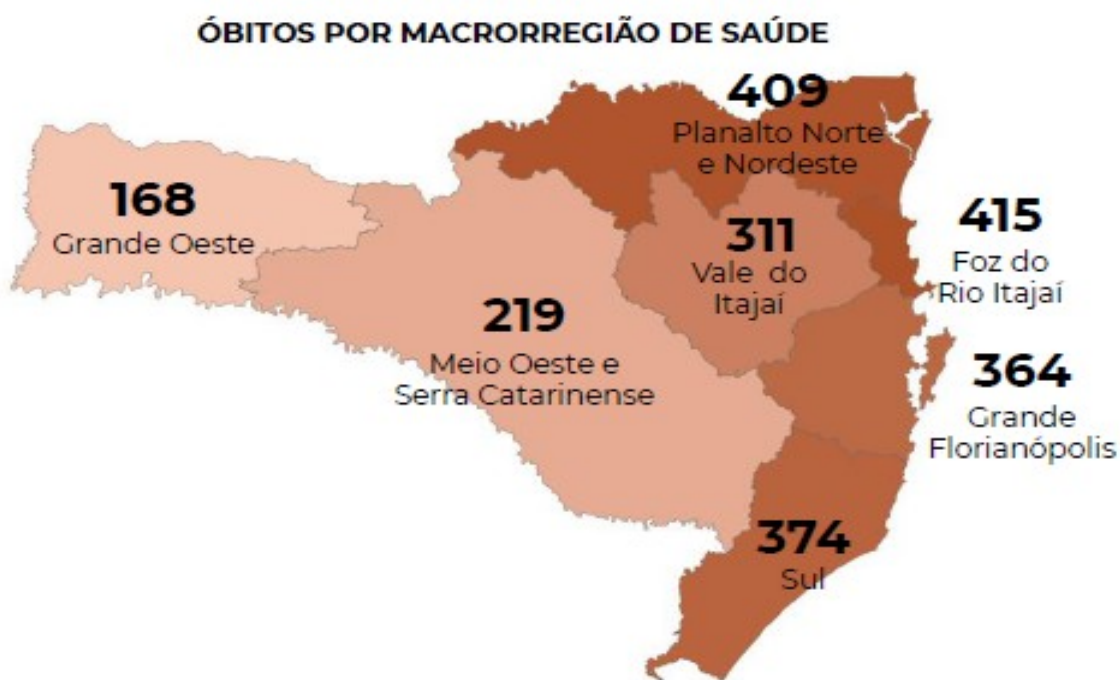 ÓBITOS POR MACRORREGIÃO DE SAÚDE
409
Planalto Norte
e Nordeste
168
Grande Oeste
311
Vale do
Itajaí
415
Foz do
Rio Itajaí
219
Meio Oeste e
Serra Catarinense
364
Grande
Florianópolis
374
Sul